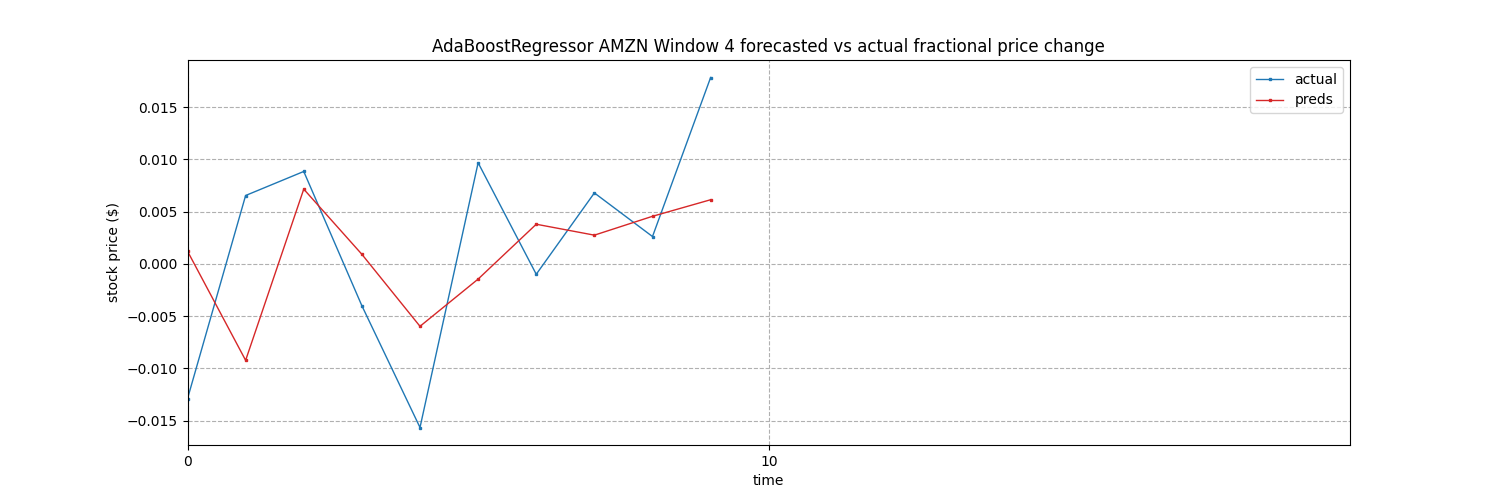 AdaBoostRegressor AMZN Window 4 forecasted vs actual fractional price change
actual
preds
0.015
0.010
0.005
0.000
−0.005
−0.010
−0.015
stock price ($)
0
10
time